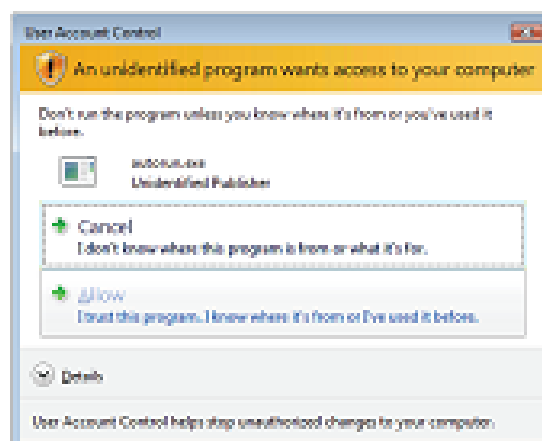 User Account Control
An unidentified program wants access to your computer
Don't run the program unless you know where it's from or you've used it
before.
autorun.exe
Unidentified Publisher
Cancel
I don't know where this program is from or what it's for.
Allow
I trust this program. I know where it's from or I've used it before.
Details
User Account Control helps stop unauthorized changes to your computer.